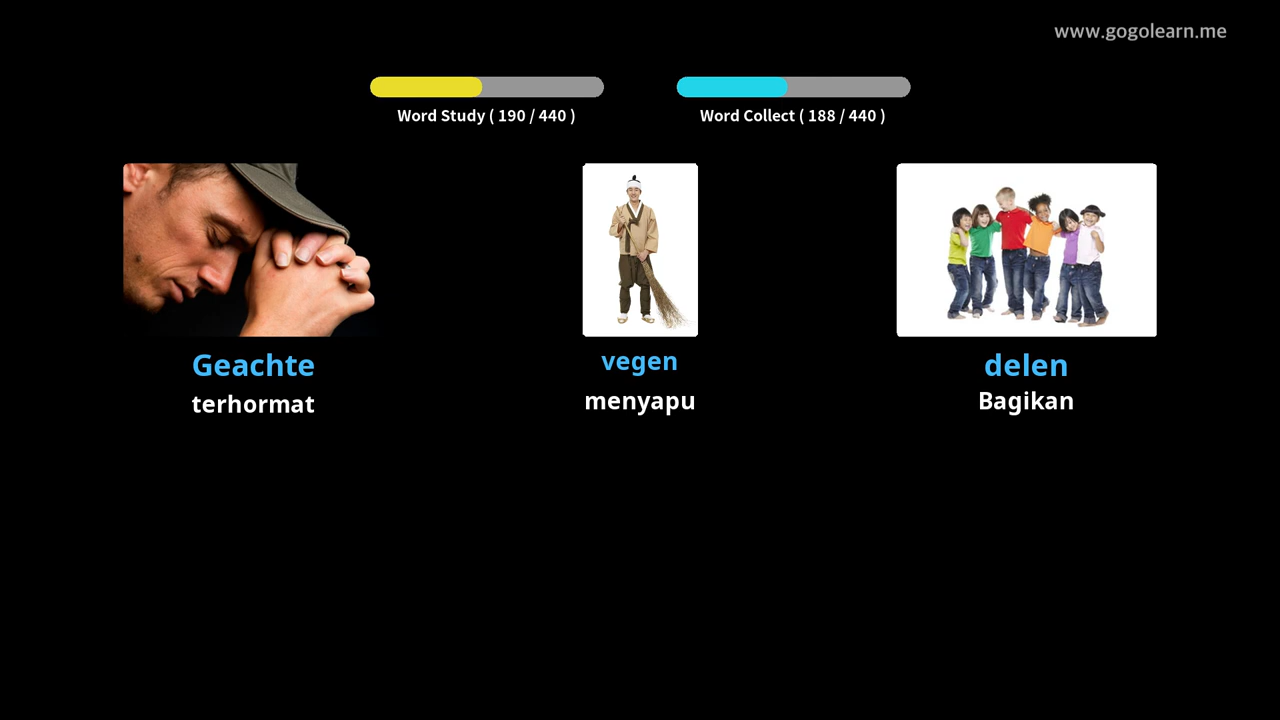 www.gogolearn.me
Word Study ( 190 / 440 )
Word Collect ( 188 / 440 )
Geachte
terhormat
vegen
menyapu
delen
Bagikan